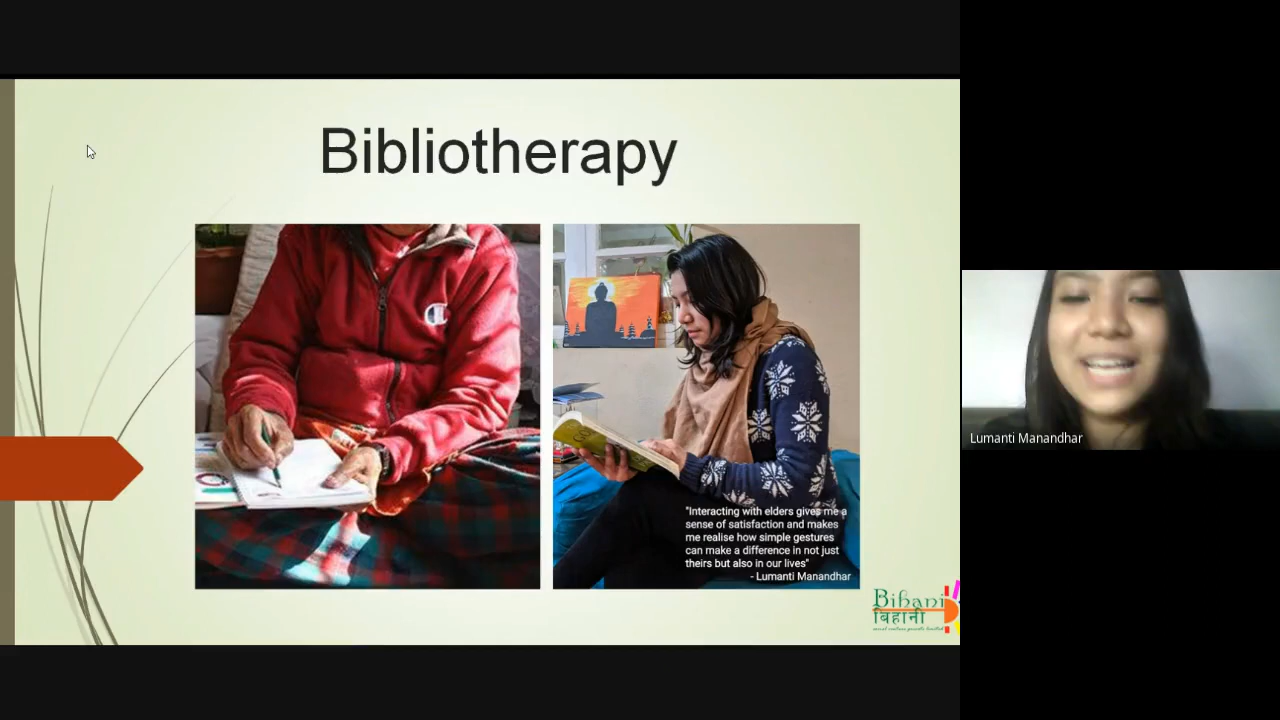 Bibliotherapy
"Interacting with elders gives me a
sense of satisfaction and makes
me realise how simple gestures
can make a difference in not just
theirs but also in our lives"
- Lumanti Manandhar
Bihani
बिहानी
Lumanti Manandhar